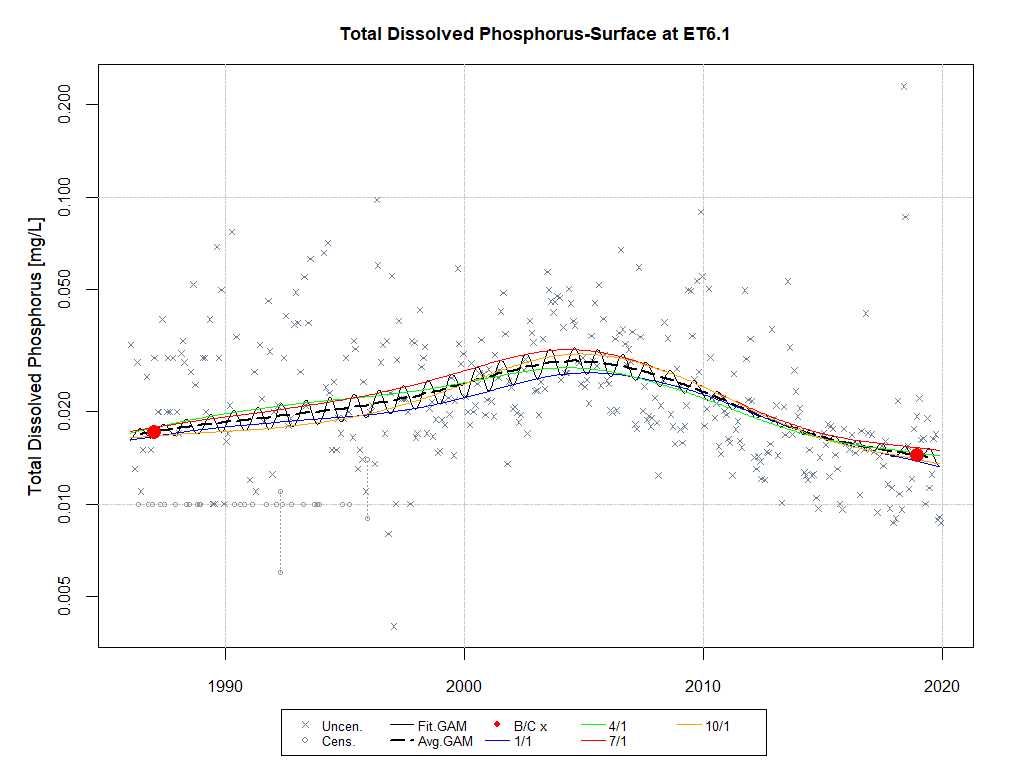 Total Dissolved Phosphorus-Surface at ET6.1
Total Dissolved Phosphorus [mg/L]
0.200
0.100
0.050
0.020
0.010
0.005
1990 2000 2010 2020
Uncen. Fit.GAM B/C x 4/1 10/1
Cens. Avg.GAM 1/1 7/1